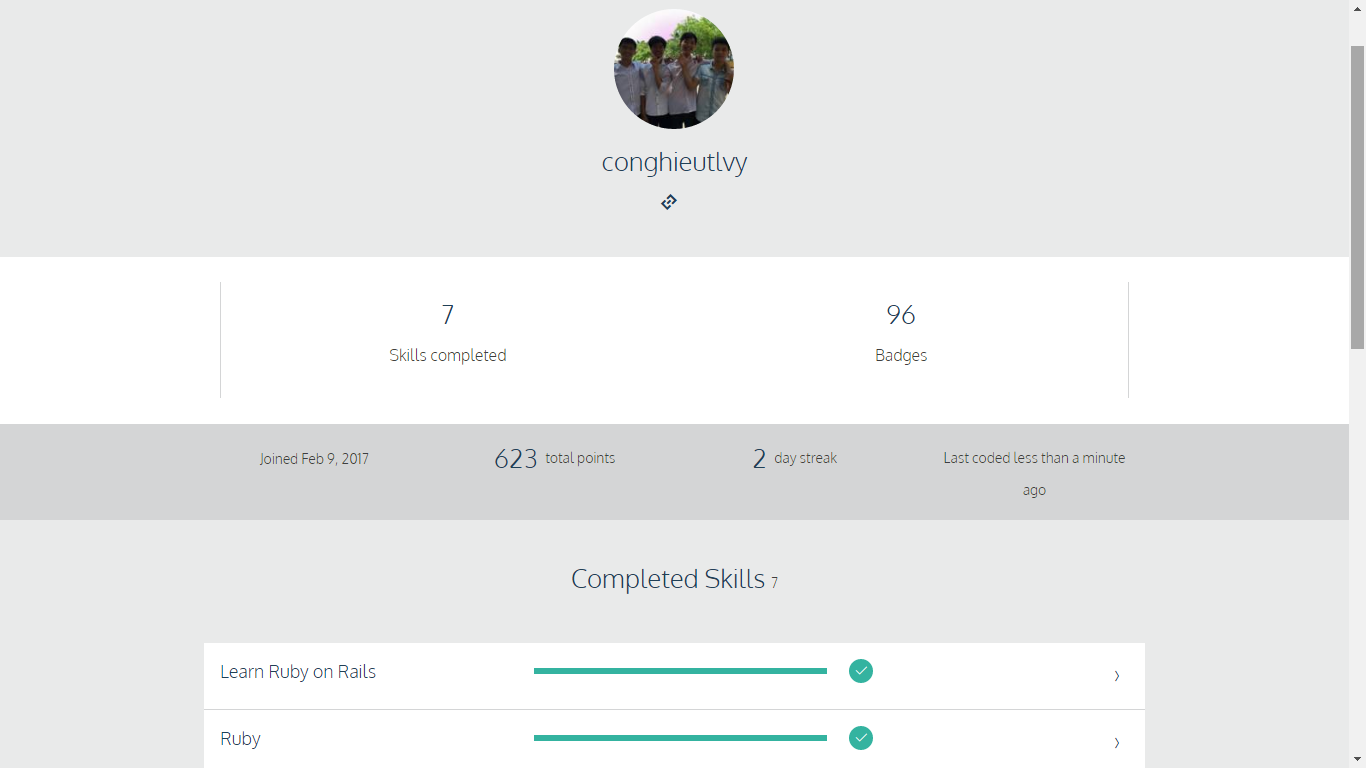 conghieutlvy
7
Skills completed
96
Badges
Joined Feb 9, 2017
623 total points
2 day streak
Last coded less than a minute
ago
Completed Skills 7
Learn Ruby on Rails
Ruby